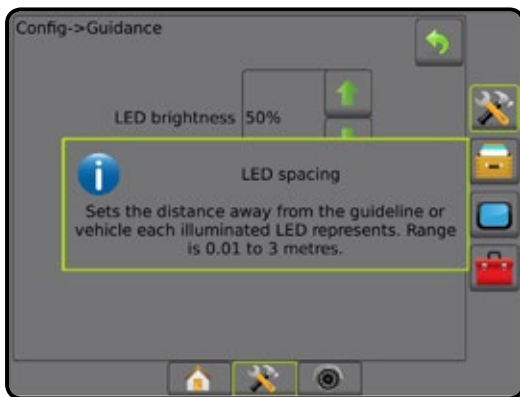 Config->Guidance
LED brightness 50%
LED spacing
Sets the distance away from the guideline or
vehicle each illuminated LED represents. Range
is 0.01 to 3 metres.